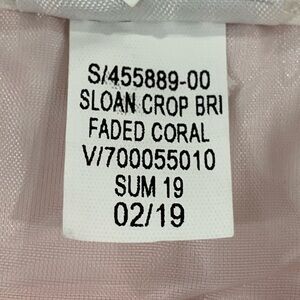 S/455889-00
SLOAN CROP BRI
FADED CORAL
V/700055010
SUM 19
02/19